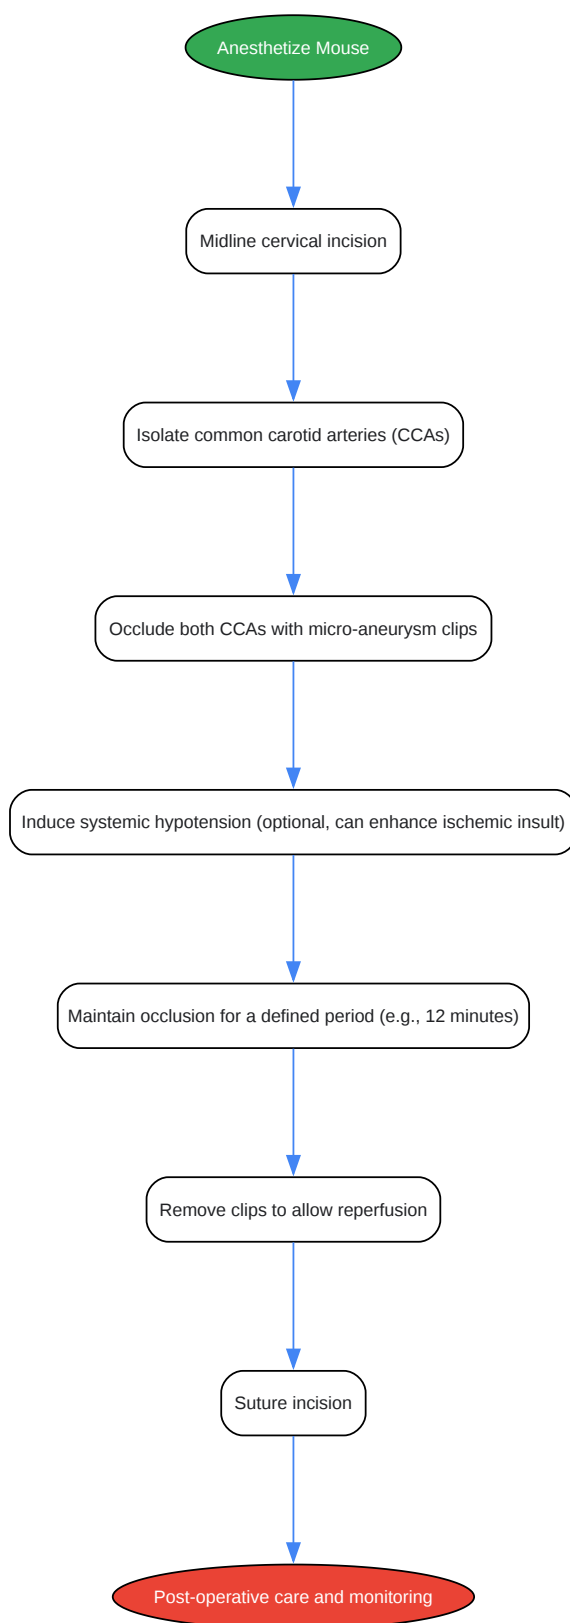 Anesthetize Mouse
Midline cervical incision
Isolate common carotid arteries (CCAs)
Occlude both CCAs with micro-aneurysm clips
Induce systemic hypotension (optional, can enhance ischemic insult)
Maintain occlusion for a defined period (e.g., 12 minutes)
Remove clips to allow reperfusion
Suture incision
Post-operative care and monitoring